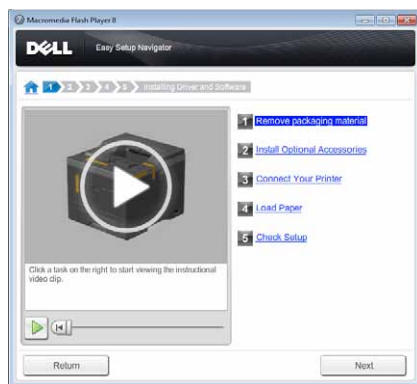 Macromedia Flash Player 8
DELL Easy Setup Navigator
1 2 3 4 5 Installing Driver and Software
1 Remove packaging material
2 Install Optional Accessories
3 Connect Your Printer
4 Load Paper
5 Check Setup
Click a task on the right to start viewing the instructional
video clip.
Return Next